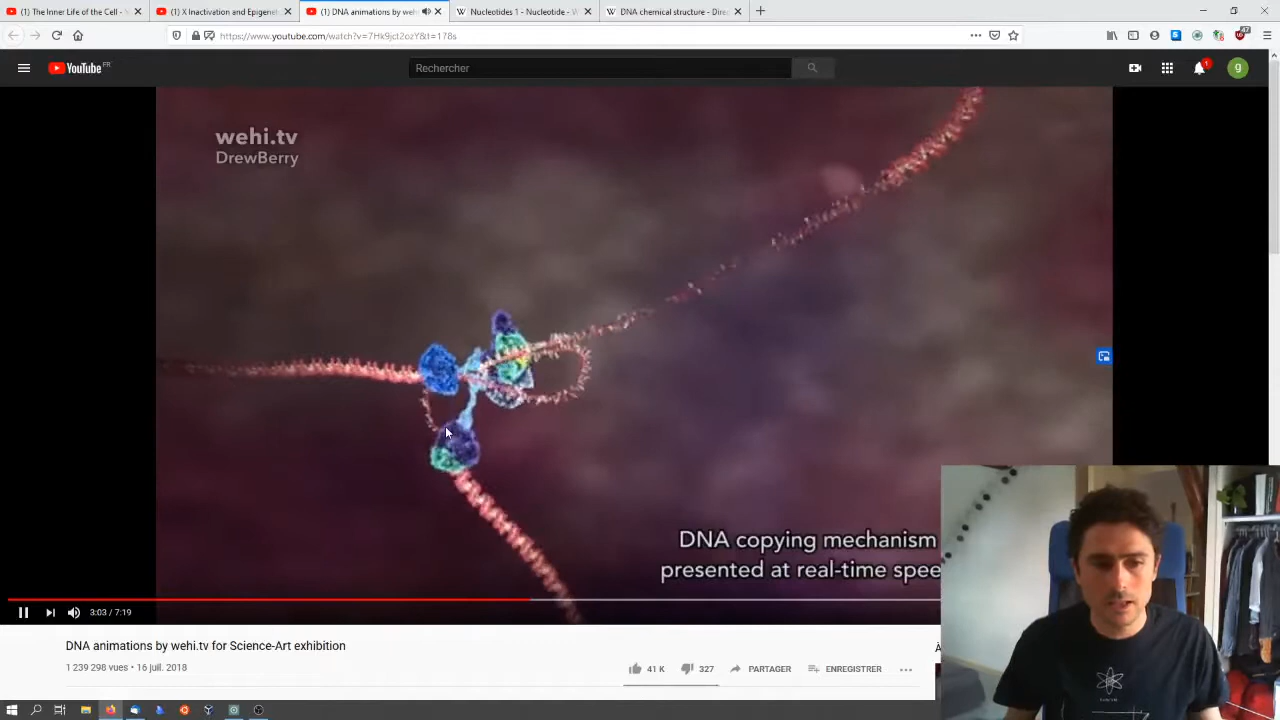 (1) The Inner Life of the Cell -
(1) X Inactivation and Epigenet
(1) DNA animations by weh
Nucleotides 1 - Nucleotide - W
DNA chemical structure - Dire
https://www.youtube.com/watch?v=7Hk9jct2ozY&t=178s
YouTube FR
Rechercher
1
g
wehi.tv
DrewBerry
DNA copying mechanism
presented at real-time spee
3:03 / 7:19
DNA animations by wehi.tv for Science-Art exhibition
1 239 298 vues • 16 juil. 2018
41 K
327
PARTAGER
ENREGISTRER
À